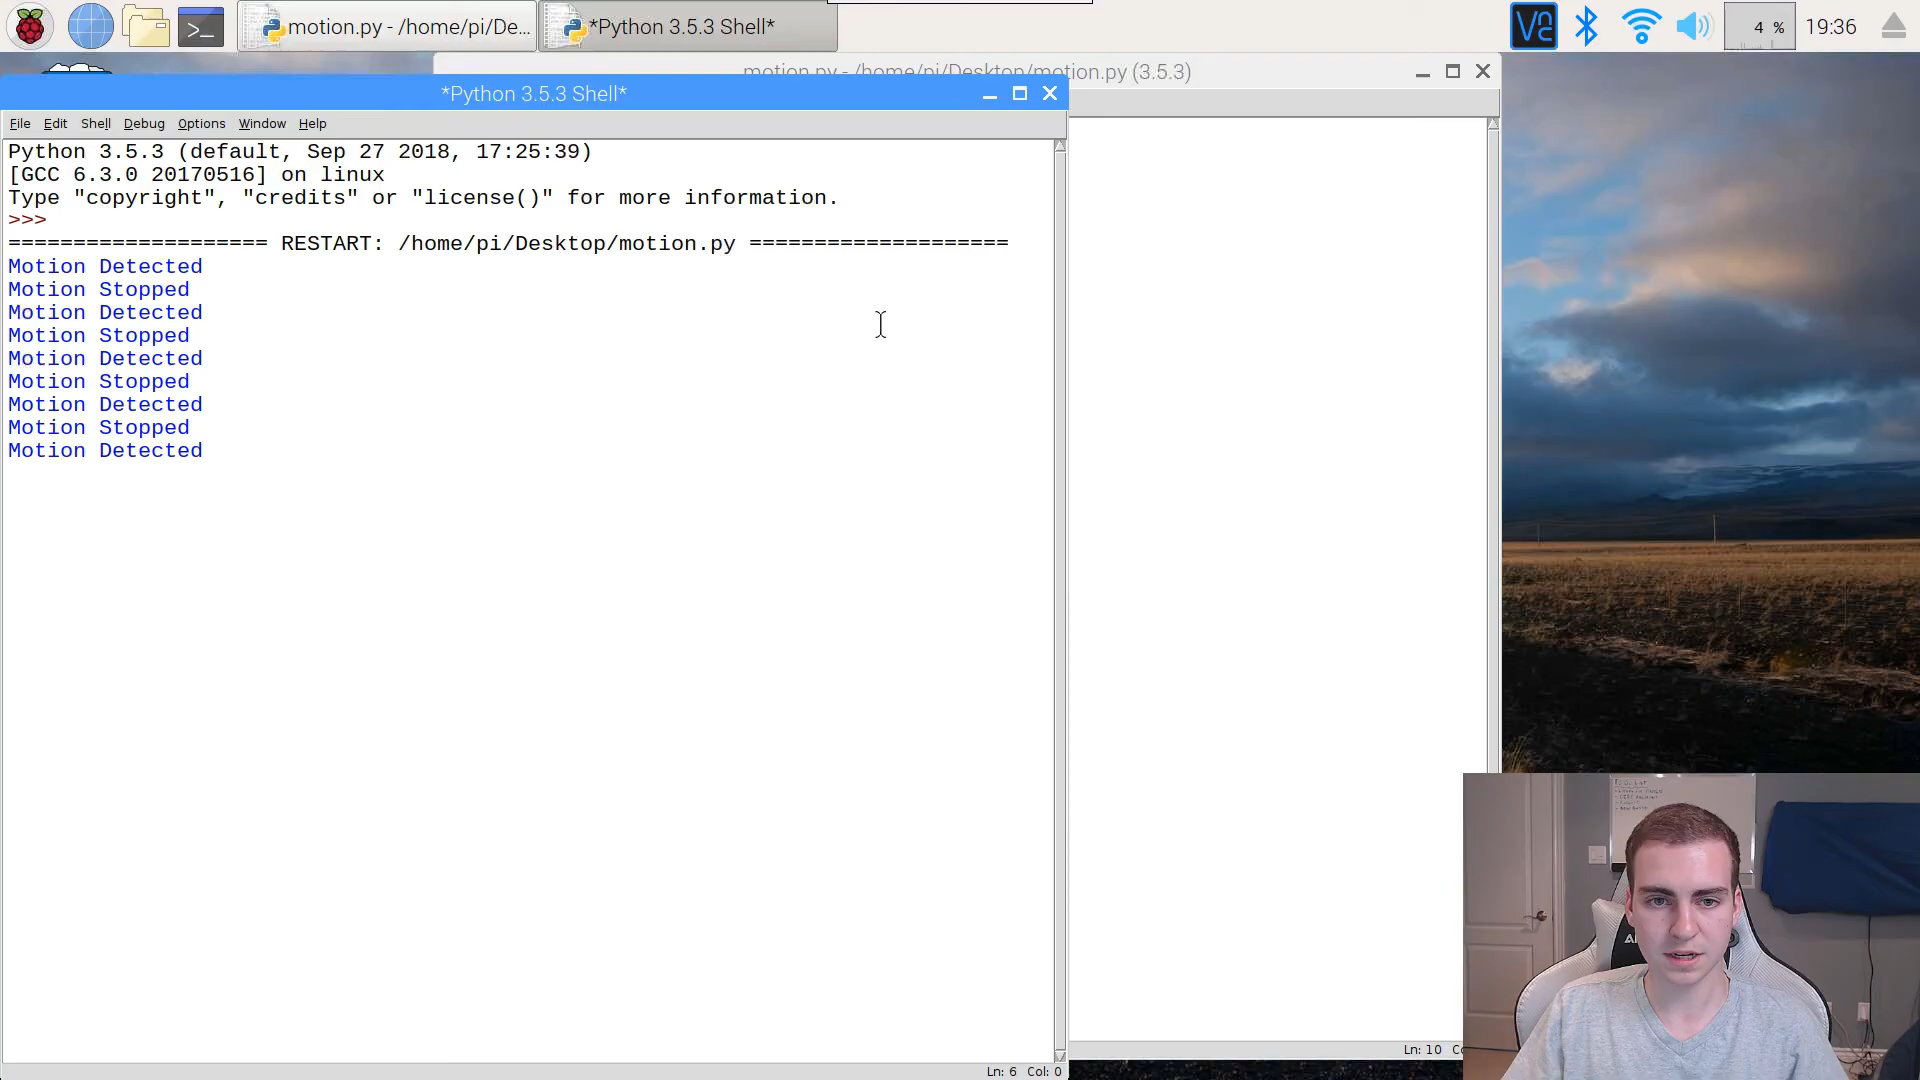 motion.py - /home/pi/De...
*Python 3.5.3 Shell*
4 %
19:36
motion.py - /home/pi/Desktop/motion.py (3.5.3)
*Python 3.5.3 Shell*
File Edit Shell Debug Options Window Help
Python 3.5.3 (default, Sep 27 2018, 17:25:39)
[GCC 6.3.0 20170516] on linux
Type "copyright", "credits" or "license()" for more information.
>>>
==================== RESTART: /home/pi/Desktop/motion.py ====================
Motion Detected
Motion Stopped
Motion Detected
Motion Stopped
Motion Detected
Motion Stopped
Motion Detected
Motion Stopped
Motion Detected
Ln: 10
Ln: 6 Col: 0